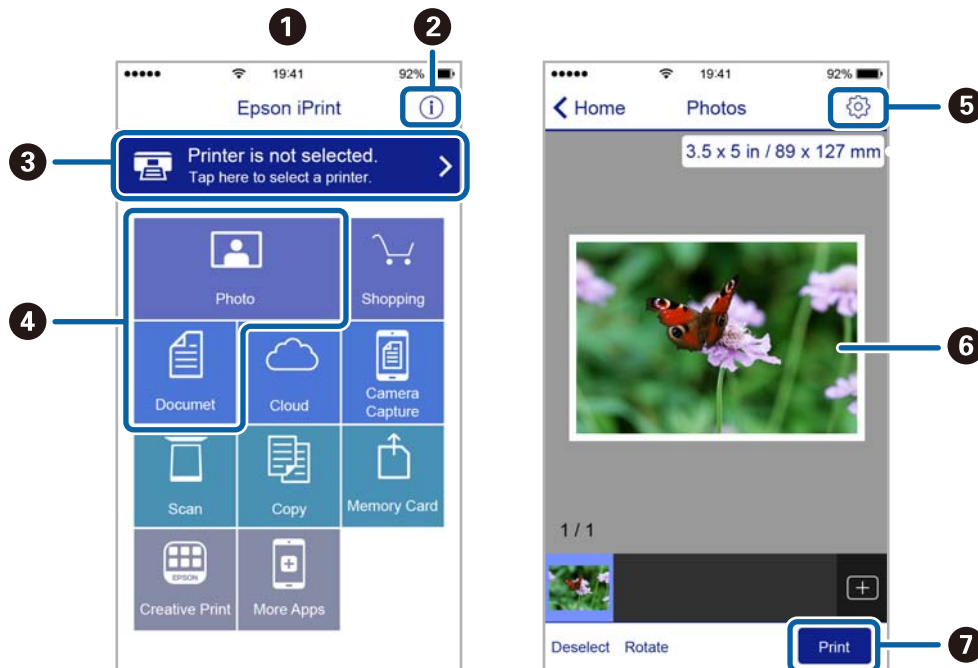 1
2
19:41
92%
Epson iPrint
3
Printer is not selected.
Tap here to select a printer.
4
Photo
Shopping
Documet
Cloud
Camera
Capture
Scan
Copy
Memory Card
EPSON
Creative Print
More Apps
19:41
92%
Home
Photos
5
3.5 x 5 in / 89 x 127 mm
6
1 / 1
Deselect
Rotate
Print
7